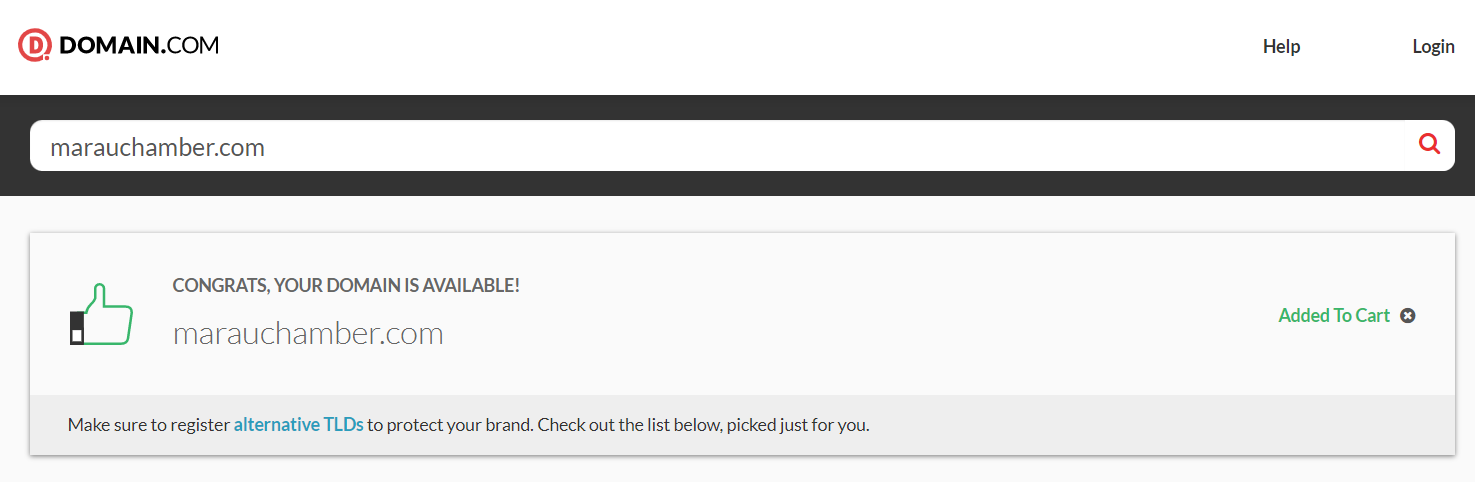 DOMAIN.COM
Help
Login
marauchamber.com
CONGRATS, YOUR DOMAIN IS AVAILABLE!
marauchamber.com
Added To Cart
Make sure to register alternative TLDs to protect your brand. Check out the list below, picked just for you.